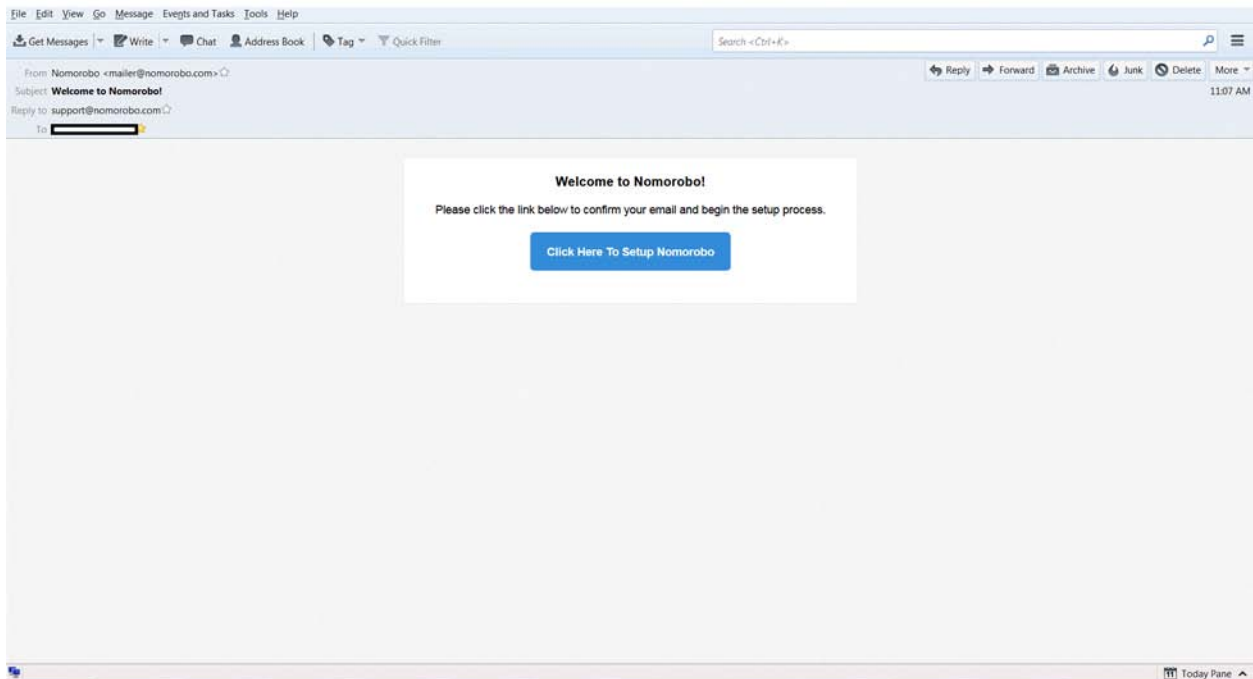 File Edit View Go Message Events and Tasks Tools Help
Get Messages Write Chat Address Book Tag Quick Filter Search <Ctrl+K>
From Nomorobo <mailer@nomorobo.com> Reply Forward Archive Junk Delete More
Subject Welcome to Nomorobo! 11:07 AM
Reply to support@nomorobo.com
To
Welcome to Nomorobo!
Please click the link below to confirm your email and begin the setup process.
Click Here To Setup Nomorobo
Today Pane